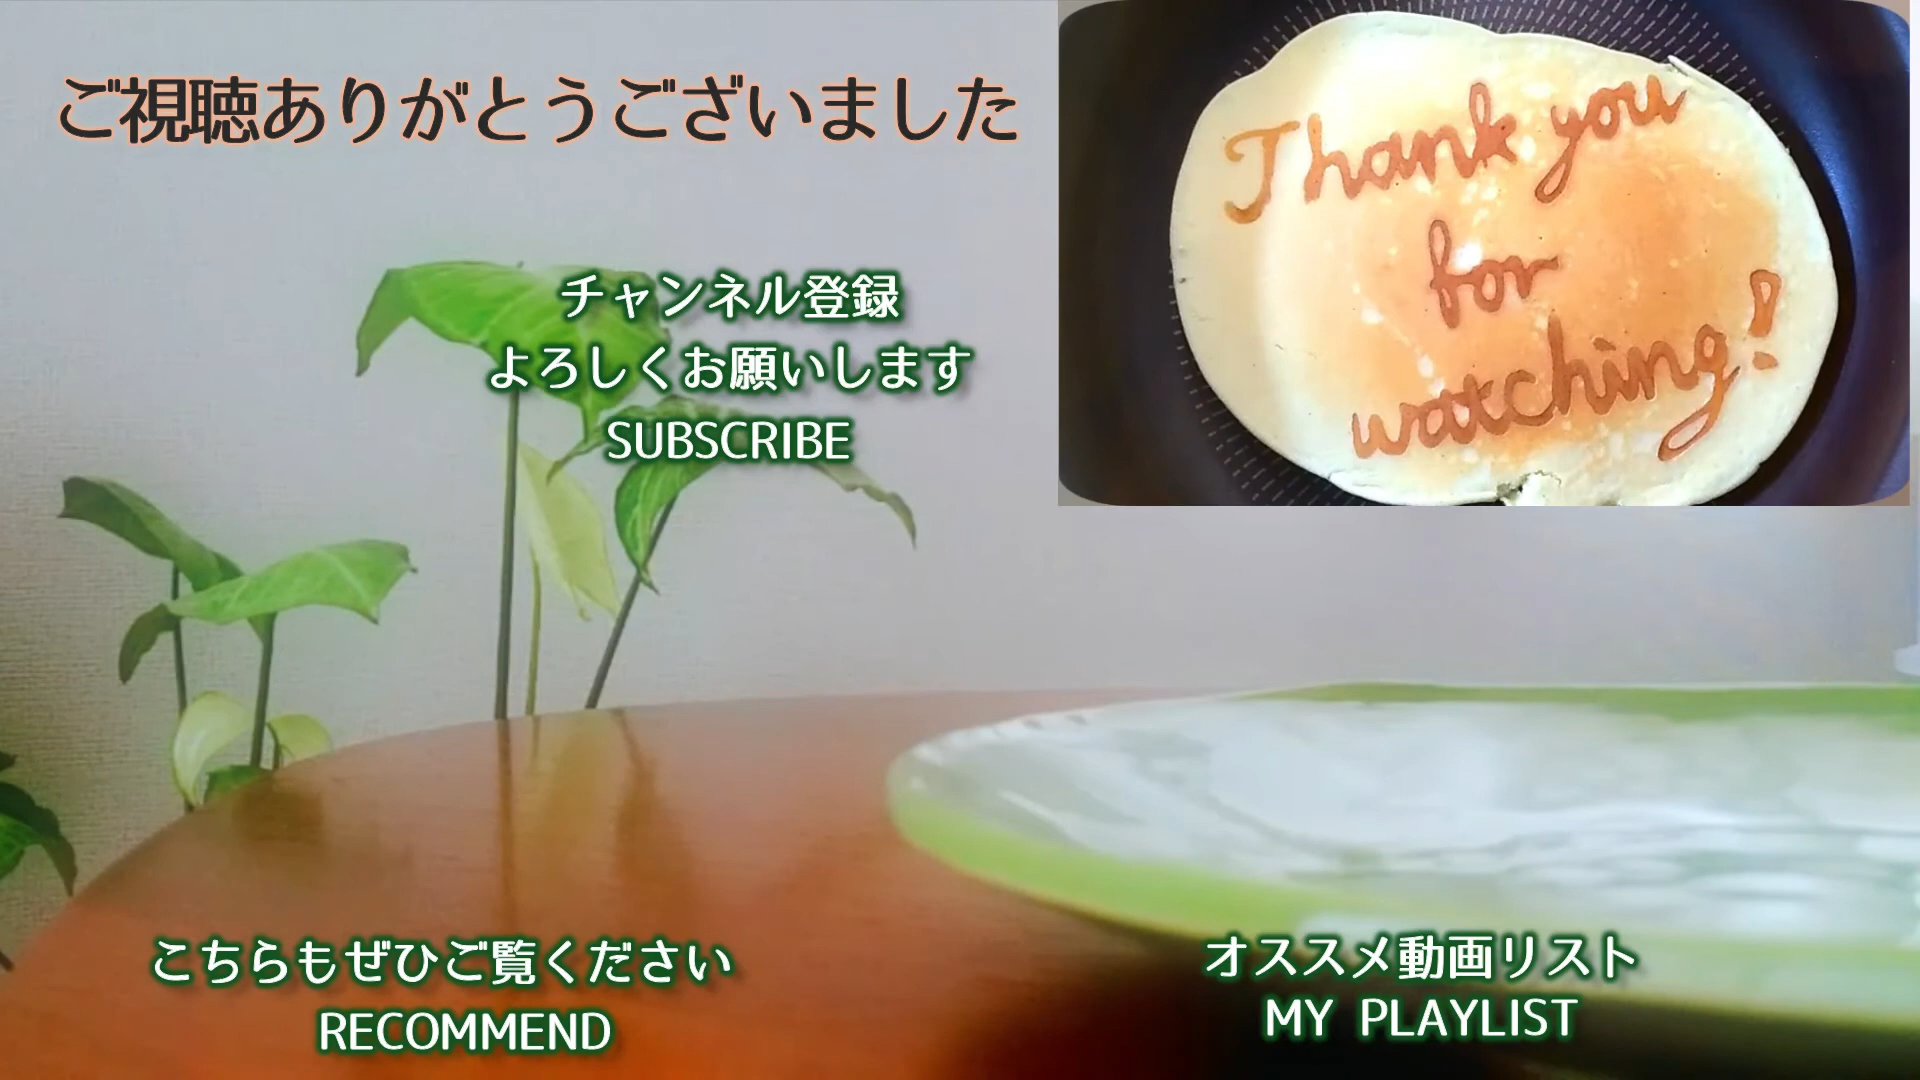 ご視聴ありがとうございました
Thank you
for
watching!
チャンネル登録
よろしくお願いします
SUBSCRIBE
こちらもぜひご覧ください
RECOMMEND
オススメ動画リスト
MY PLAYLIST